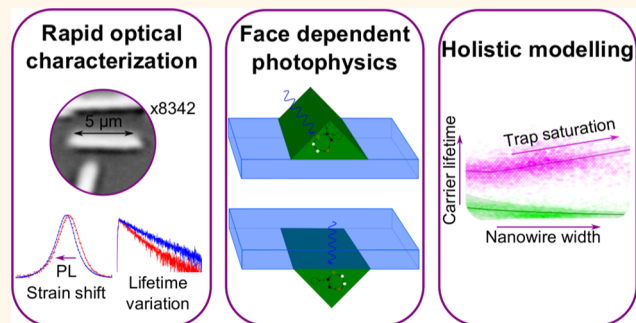 Rapid optical
characterization
x8342
5 μm
PL
Strain shift
Lifetime
variation
Face dependent
photophysics
Holistic modelling
Trap saturation
Carrier lifetime
Nanowire width